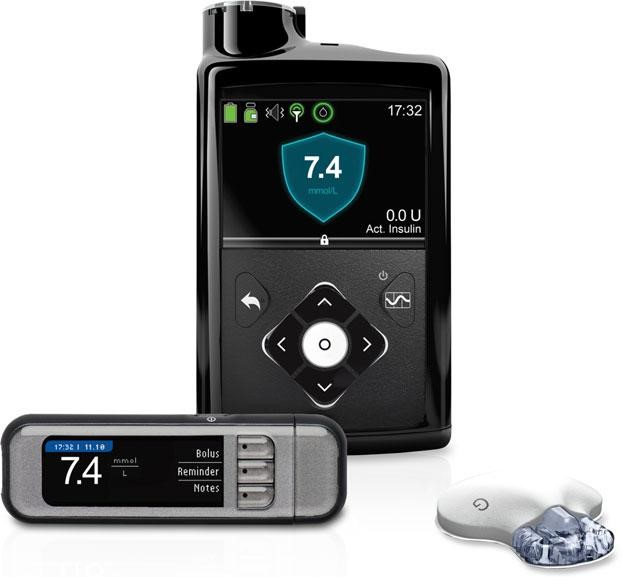 17:32
7.4
mmol/L
0.0 U
Act. Insulin
17:32 | 11.10
7.4 mmol
L
Bolus
Reminder
Notes